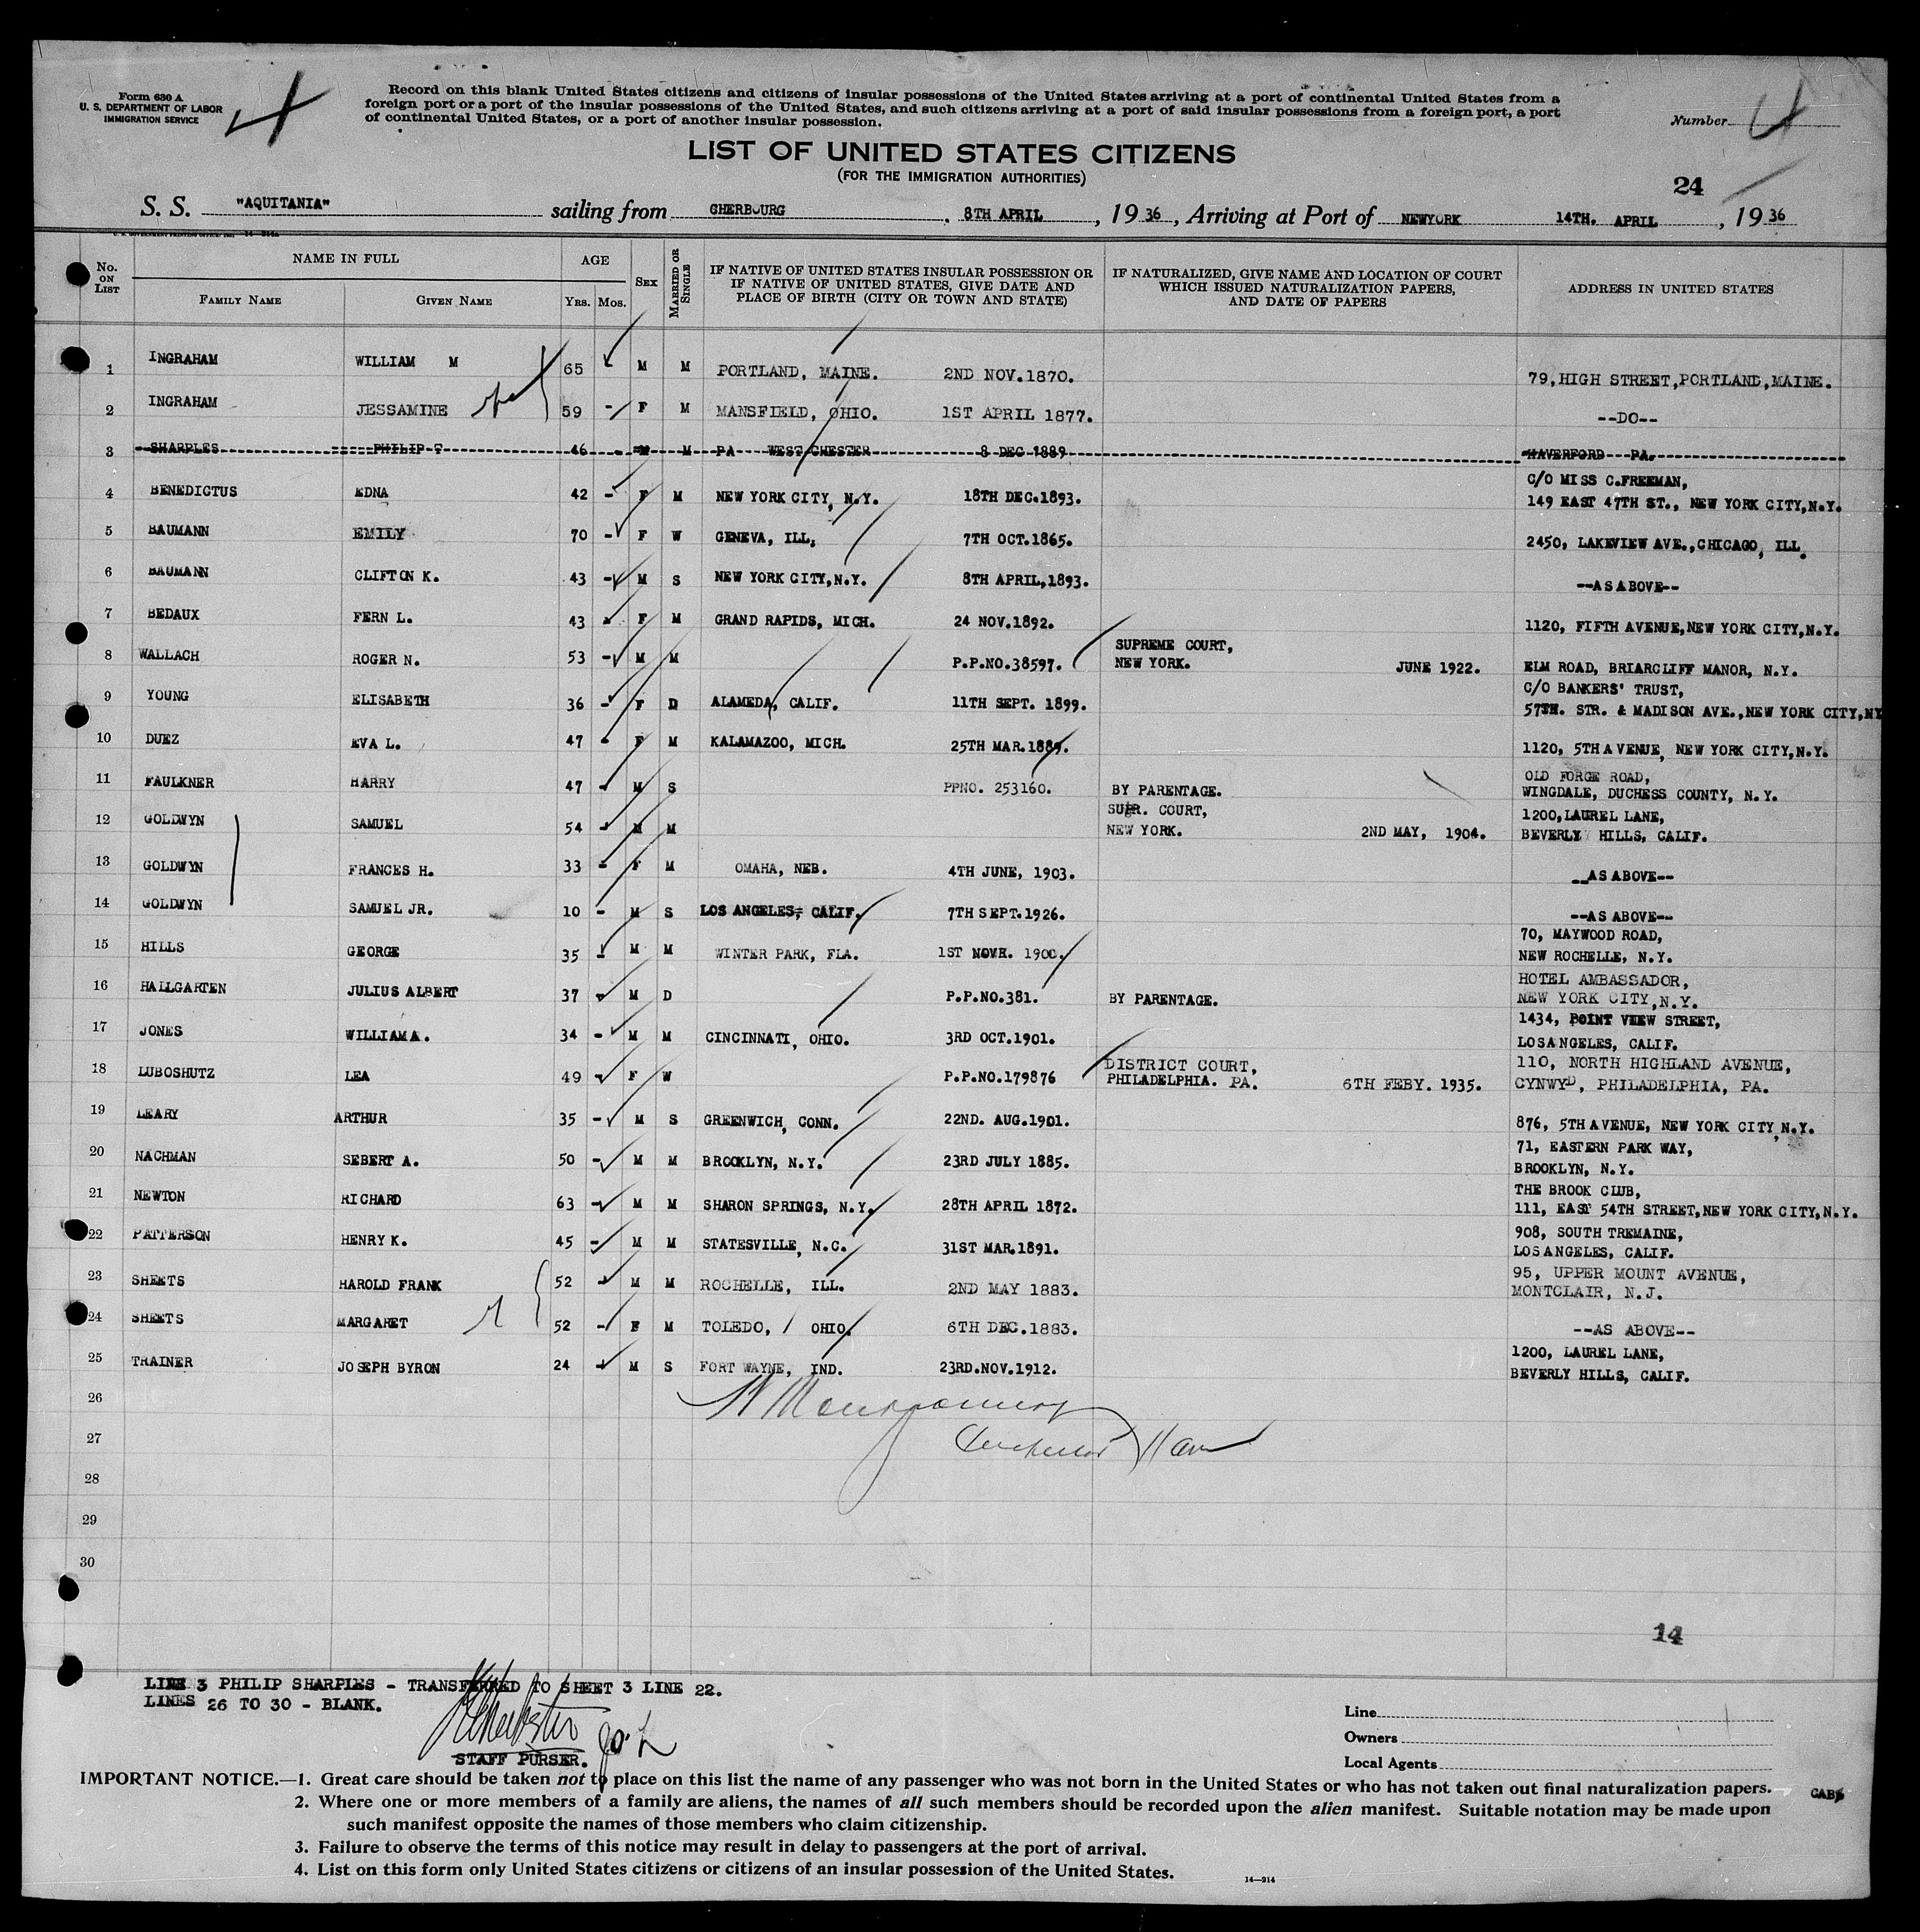 Form 630 A
U. S. DEPARTMENT OF LABOR
IMMIGRATION SERVICE
Record on this blank United States citizens and citizens of insular possessions of the United States arriving at a port of continental United States from a
foreign port or a port of the insular possessions of the United States, and such citizens arriving at a port of said insular possessions from a foreign port, a port
of continental United States, or a port of another insular possession.
Number 4
LIST OF UNITED STATES CITIZENS
(FOR THE IMMIGRATION AUTHORITIES)
24
S. S. "AQUITANIA" sailing from CHERBOURG , 8TH APRIL , 19 36 , Arriving at Port of NEWYORK 14TH. APRIL , 19 36
No. ON LIST
NAME IN FULL
FAMILY NAME
GIVEN NAME
AGE
YRS. MOS.
SEX
MARRIED OR SINGLE
IF NATIVE OF UNITED STATES INSULAR POSSESSION OR
IF NATIVE OF UNITED STATES, GIVE DATE AND
PLACE OF BIRTH (CITY OR TOWN AND STATE)
IF NATURALIZED, GIVE NAME AND LOCATION OF COURT
WHICH ISSUED NATURALIZATION PAPERS,
AND DATE OF PAPERS
ADDRESS IN UNITED STATES
1 INGRAHAM WILLIAM M 65 M M PORTLAND, MAINE. 2ND NOV.1870. 79,HIGH STREET,PORTLAND,MAINE.
2 INGRAHAM JESSAMINE 59 - F M MANSFIELD, OHIO. 1ST APRIL 1877. --DO--
3 SHARPLES PHILIP T 46 - M M PA WEST CHESTER 8 DEC 1889 HAVERFORD PA.
4 BENEDICTUS EDNA 42 - F M NEW YORK CITY, N.Y. 18TH DEC.1893. C/O MISS C.FREEMAN,
149 EAST 47TH ST., NEW YORK CITY,N.Y.
5 BAUMANN EMILY 70 - F W GENEVA, ILL. 7TH OCT.1865. 2450, LAKEVIEW AVE.,CHICAGO, ILL.
6 BAUMANN CLIFTON K. 43 - M S NEW YORK CITY,N.Y. 8TH APRIL,1893. --AS ABOVE--
7 BEDAUX FERN L. 43 - F M GRAND RAPIDS, MICH. 24 NOV.1892. 1120, FIFTH AVENUE,NEW YORK CITY,N.Y.
8 WALLACH ROGER N. 53 - M M P.P.NO.38597. SUPREME COURT,
NEW YORK. JUNE 1922. ELM ROAD, BRIARCLIFF MANOR, N.Y.
9 YOUNG ELISABETH 36 - F D ALAMEDA, CALIF. 11TH SEPT. 1899. C/O BANKERS' TRUST,
57TH. STR. & MADISON AVE.,NEW YORK CITY,NY
10 DUEZ EVA L. 47 - F M KALAMAZOO, MICH. 25TH MAR.1889. 1120, 5TH AVENUE, NEW YORK CITY,N.Y.
11 FAULKNER HARRY 47 - M S PPNO. 253160. BY PARENTAGE. OLD FORGE ROAD,
WINGDALE, DUCHESS COUNTY, N.Y.
12 GOLDWYN SAMUEL 54 - M M SUPR. COURT,
NEW YORK. 2ND MAY, 1904. 1200,LAUREL LANE,
BEVERLY HILLS, CALIF.
13 GOLDWYN FRANCES H. 33 - F M OMAHA, NEB. 4TH JUNE, 1903. --AS ABOVE--
14 GOLDWYN SAMUEL JR. 10 - M S LOS ANGELES, CALIF. 7TH SEPT.1926. --AS ABOVE--
15 HILLS GEORGE 35 - M M WINTER PARK, FLA. 1ST NOVR. 1900. 70, MAYWOOD ROAD,
NEW ROCHELLE, N.Y.
16 HALLGARTEN JULIUS ALBERT 37 - M D P.P.NO.381. BY PARENTAGE. HOTEL AMBASSADOR,
NEW YORK CITY,N.Y.
17 JONES WILLIAM A. 34 - M M CINCINNATI, OHIO. 3RD OCT.1901. 1434, POINT VIEW STREET,
LOS ANGELES, CALIF.
18 LUBOSHUTZ LEA 49 - F W P.P.NO.179876 DISTRICT COURT,
PHILADELPHIA. PA. 6TH FEBY. 1935. 110, NORTH HIGHLAND AVENUE,
CYNWYD, PHILADELPHIA, PA.
19 LEARY ARTHUR 35 - M S GREENWICH, CONN. 22ND. AUG.1901. 876, 5TH AVENUE, NEW YORK CITY,N.Y.
20 NACHMAN SEBERT A. 50 - M M BROOKLYN, N.Y. 23RD JULY 1885. 71, EASTERN PARK WAY,
BROOKLYN, N.Y.
21 NEWTON RICHARD 63 - M M SHARON SPRINGS, N.Y. 28TH APRIL 1872. THE BROOK CLUB,
111, EAST 54TH STREET,NEW YORK CITY,N.Y.
22 PATTERSON HENRY K. 45 - M M STATESVILLE, N.C. 31ST MAR.1891. 908, SOUTH TREMAINE,
LOS ANGELES, CALIF.
23 SHEETS HAROLD FRANK 52 - M M ROCHELLE, ILL. 2ND MAY 1883. 95, UPPER MOUNT AVENUE,
MONTCLAIR, N.J.
24 SHEETS MARGARET 52 - F M TOLEDO, OHIO. 6TH DEC.1883. --AS ABOVE--
25 TRAINER JOSEPH BYRON 24 - M S FORT WAYNE, IND. 23RD.NOV.1912. 1200, LAUREL LANE,
BEVERLY HILLS, CALIF.
26
27
28
29
30
14
LINE 3 PHILIP SHARPLES - TRANSFERRED TO SHEET 3 LINE 22.
LINES 26 TO 30 - BLANK.
STAFF PURSER.
Line
Owners
Local Agents
IMPORTANT NOTICE.—1. Great care should be taken not to place on this list the name of any passenger who was not born in the United States or who has not taken out final naturalization papers.
2. Where one or more members of a family are aliens, the names of all such members should be recorded upon the alien manifest. Suitable notation may be made upon
such manifest opposite the names of those members who claim citizenship.
3. Failure to observe the terms of this notice may result in delay to passengers at the port of arrival.
4. List on this form only United States citizens or citizens of an insular possession of the United States.
14—914